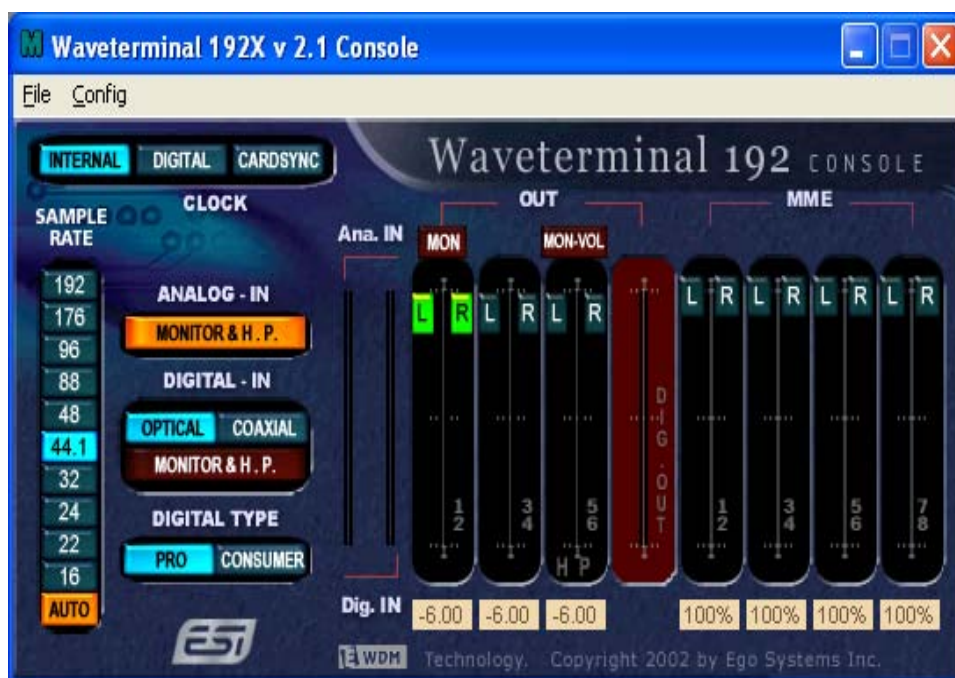 Waveterminal 192X v 2.1 Console
File Config
INTERNAL DIGITAL CARDSYNC
CLOCK
Waveterminal 192 CONSOLE
SAMPLE RATE
192
176
96
88
48
44.1
32
24
22
16
AUTO
ANALOG - IN
MONITOR & H . P.
DIGITAL - IN
OPTICAL COAXIAL
MONITOR & H . P.
DIGITAL TYPE
PRO CONSUMER
ESI
Ana. IN
Dig. IN
OUT
MME
MON
MON-VOL
L R L R L R
L R L R L R L R
DIG.OUT
1 2
3 4
5 6
HP
1 2
3 4
5 6
7 8
-6.00 -6.00 -6.00
100% 100% 100% 100%
E WDM Technology. Copyright 2002 by Ego Systems Inc.